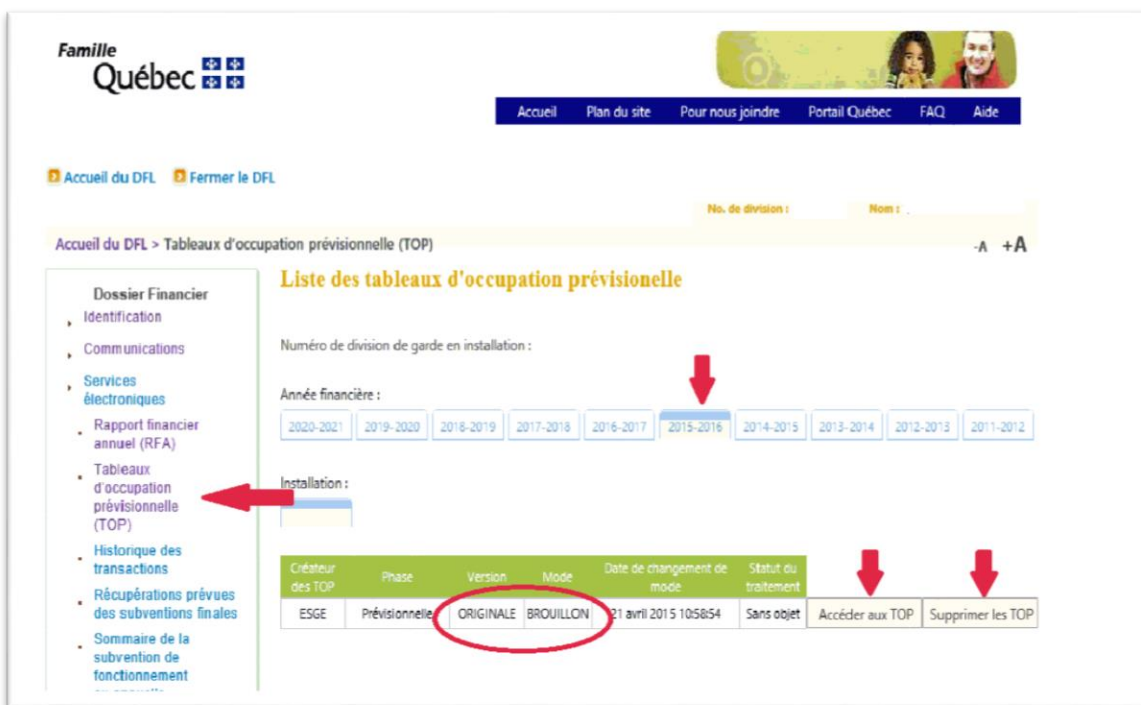 Famille
Québec
Accueil Plan du site Pour nous joindre Portail Québec FAQ Aide
Accueil du DFL Fermer le DFL
No. de division : Nom :
Accueil du DFL > Tableaux d'occupation prévisionnelle (TOP)
-A +A
Dossier Financier
Identification
Communications
Services
électroniques
Rapport financier
annuel (RFA)
Tableaux
d'occupation
prévisionnelle
(TOP)
Historique des
transactions
Récupérations prévues
des subventions finales
Sommaire de la
subvention de
fonctionnement
Liste des tableaux d'occupation prévisionelle
Numéro de division de garde en installation :
Année financière :
2020-2021 2019-2020 2018-2019 2017-2018 2016-2017 2015-2016 2014-2015 2013-2014 2012-2013 2011-2012
Installation :
Créateur
des TOP
Phase
Version
Mode
Date de changement de
mode
Statut du
traitement
ESGE Prévisionnelle ORIGINALE BROUILLON 21 avril 2015 10:58:54 Sans objet Accéder aux TOP Supprimer les TOP